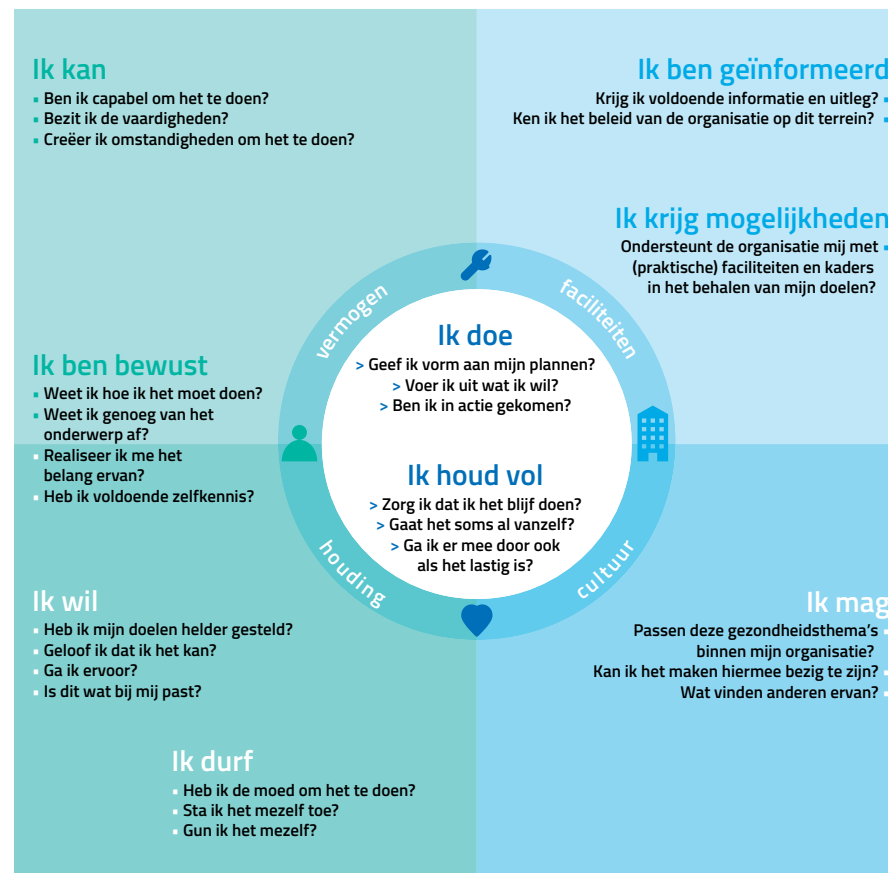 Ik kan
▪ Ben ik capabel om het te doen?
▪ Bezit ik de vaardigheden?
▪ Creëer ik omstandigheden om het te doen?
Ik ben geïnformeerd
Krijg ik voldoende informatie en uitleg? ▪
Ken ik het beleid van de organisatie op dit terrein? ▪
Ik krijg mogelijkheden
Ondersteunt de organisatie mij met ▪
(praktische) faciliteiten en kaders
in het behalen van mijn doelen?
vermogen
faciliteiten
Ik doe
> Geef ik vorm aan mijn plannen?
> Voer ik uit wat ik wil?
> Ben ik in actie gekomen?
Ik ben bewust
▪ Weet ik hoe ik het moet doen?
▪ Weet ik genoeg van het
onderwerp af?
▪ Realiseer ik me het
belang ervan?
▪ Heb ik voldoende zelfkennis?
Ik houd vol
> Zorg ik dat ik het blijf doen?
> Gaat het soms al vanzelf?
> Ga ik er mee door ook
als het lastig is?
houding
cultuur
Ik wil
▪ Heb ik mijn doelen helder gesteld?
▪ Geloof ik dat ik het kan?
▪ Ga ik ervoor?
▪ Is dit wat bij mij past?
Ik mag
Passen deze gezondheidsthema's ▪
binnen mijn organisatie?
Kan ik het maken hiermee bezig te zijn? ▪
Wat vinden anderen ervan? ▪
Ik durf
▪ Heb ik de moed om het te doen?
▪ Sta ik het mezelf toe?
▪ Gun ik het mezelf?